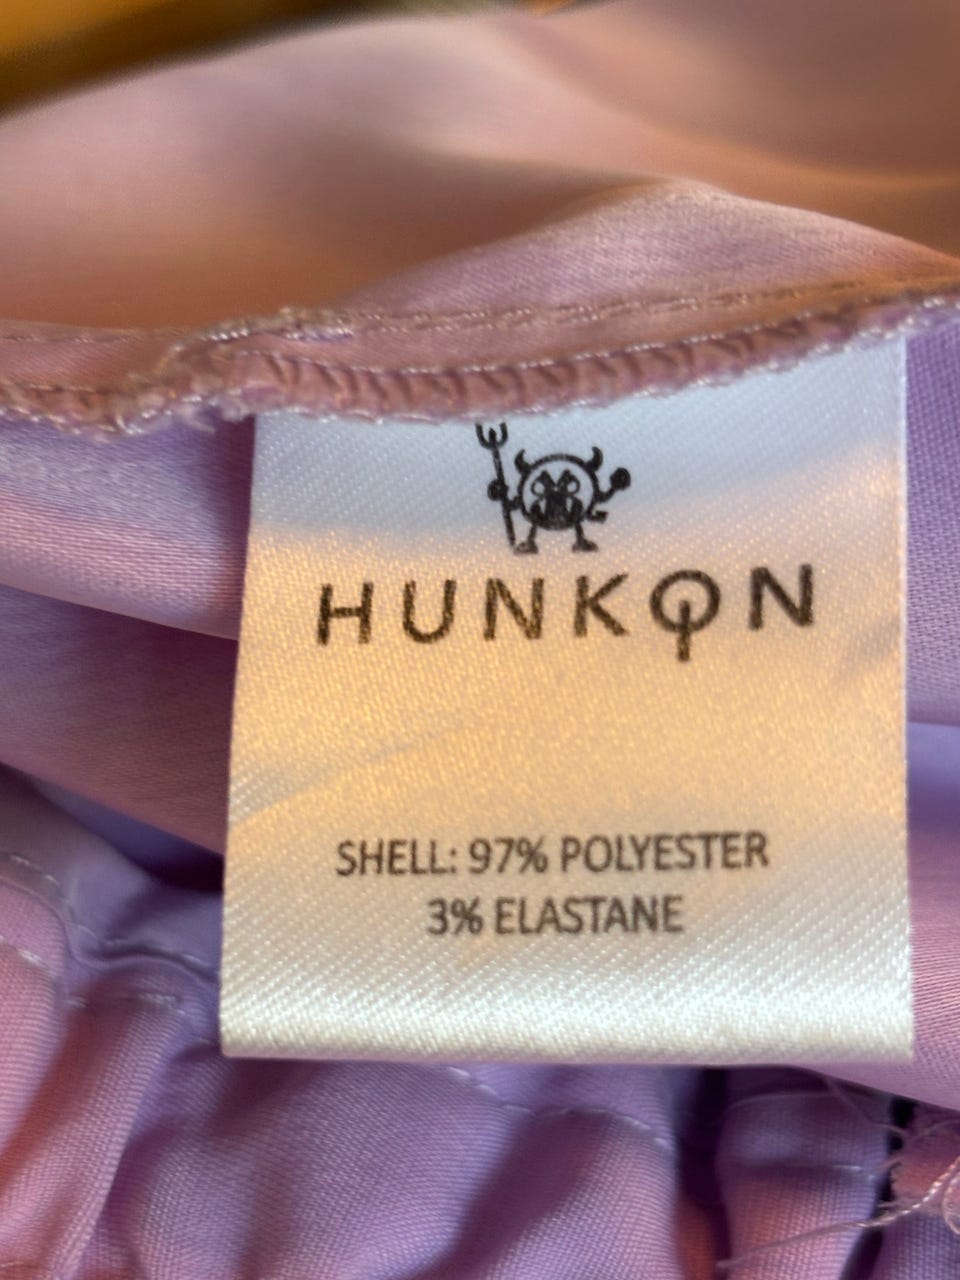 HUNKON
SHELL: 97% POLYESTER
3% ELASTANE